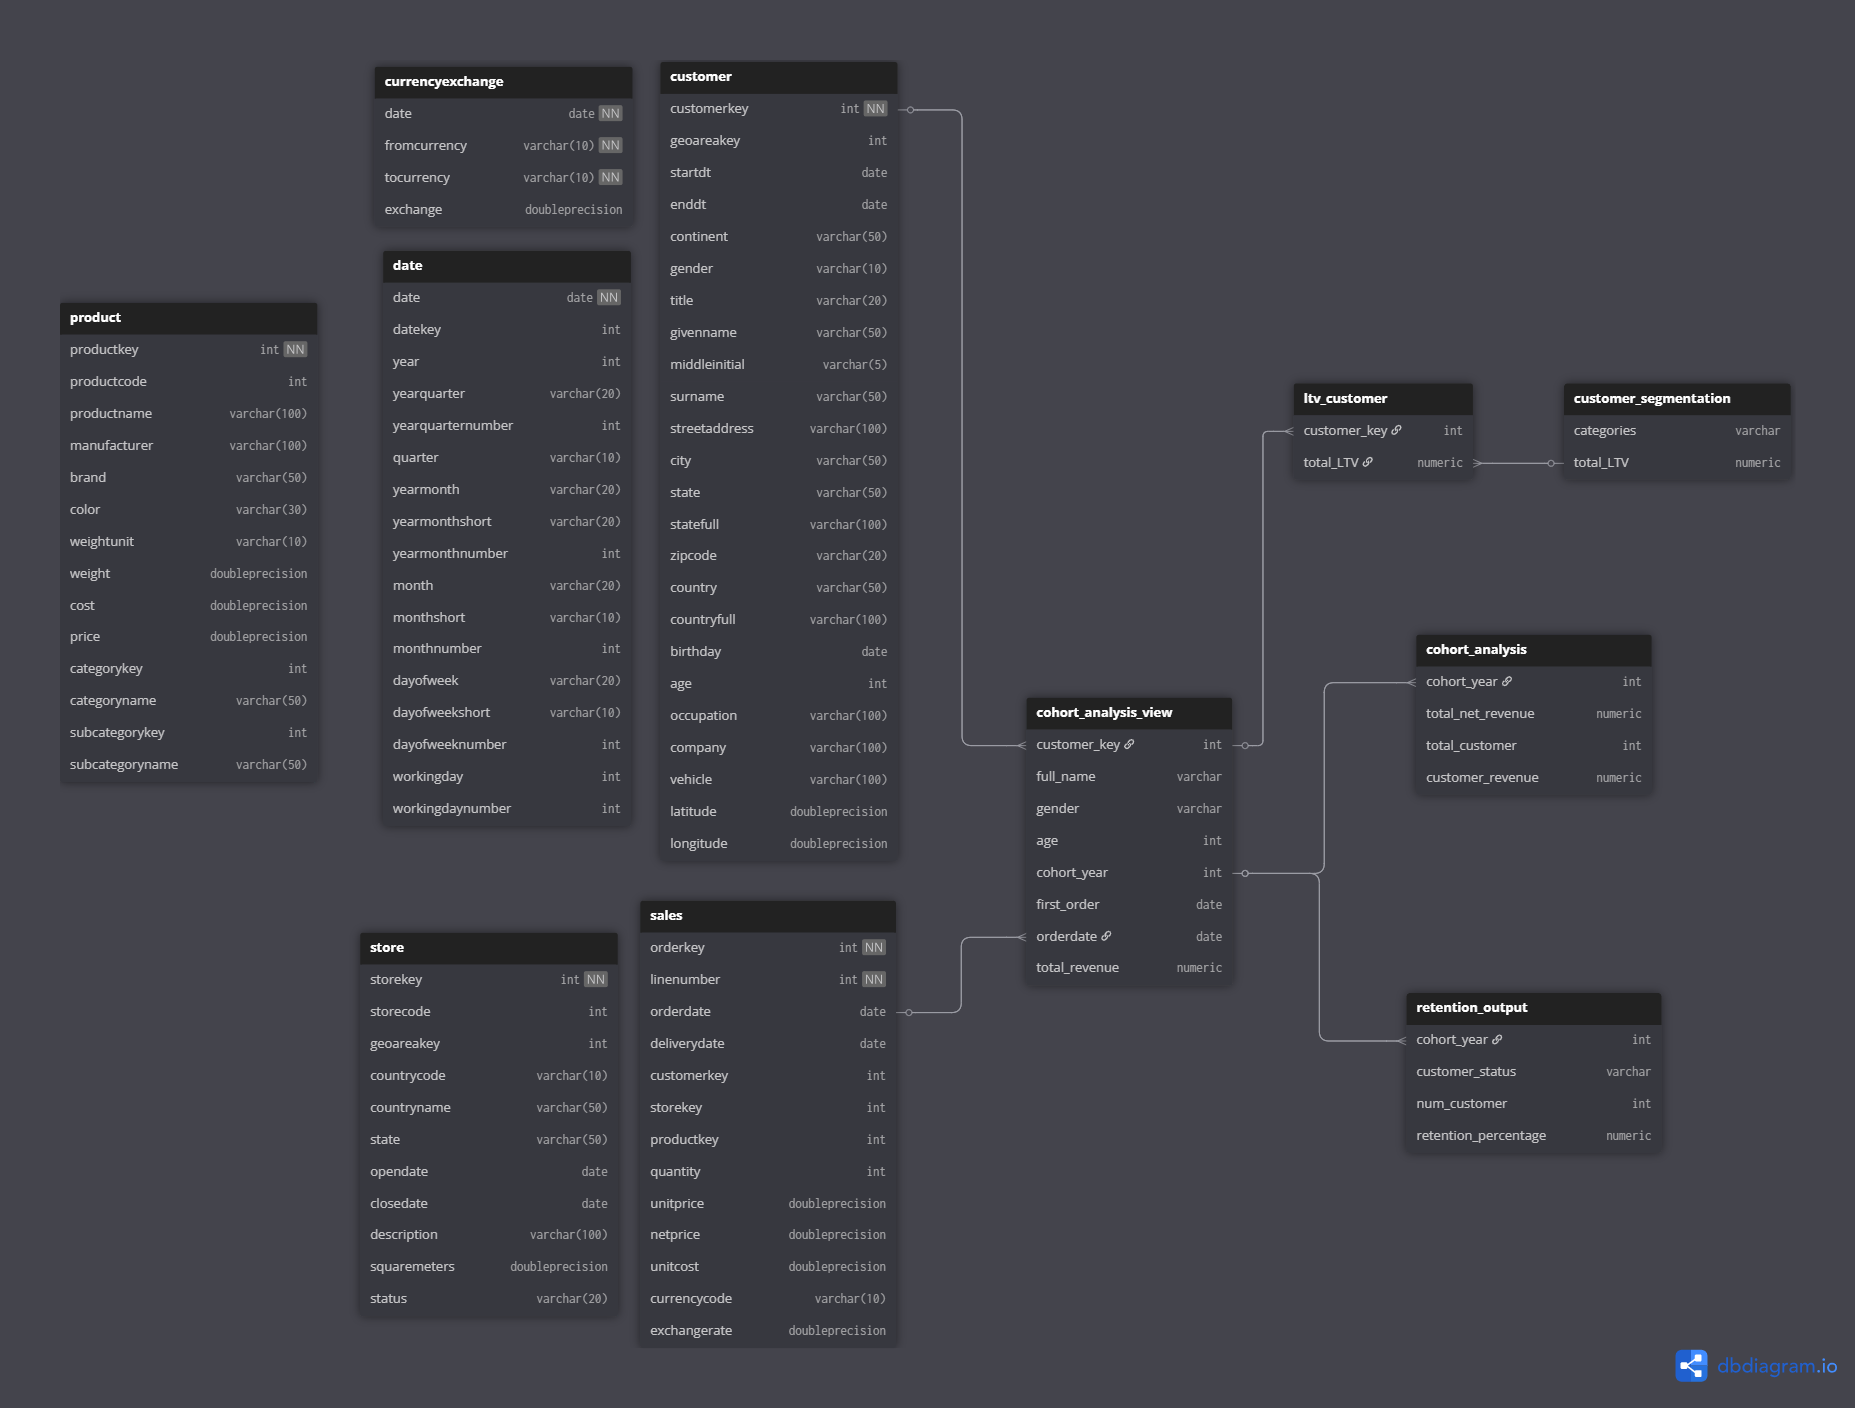 currencyexchange
date date NN
fromcurrency varchar(10) NN
tocurrency varchar(10) NN
exchange doubleprecision
customer
customerkey int NN
geoareakey int
startdt date
enddt date
continent varchar(50)
gender varchar(10)
title varchar(20)
givenname varchar(50)
middleinitial varchar(5)
surname varchar(50)
streetaddress varchar(100)
city varchar(50)
state varchar(50)
statefull varchar(100)
zipcode varchar(20)
country varchar(50)
countryfull varchar(100)
birthday date
age int
occupation varchar(100)
company varchar(100)
vehicle varchar(100)
latitude doubleprecision
longitude doubleprecision
date
date date NN
datekey int
year int
yearquarter varchar(20)
yearquarternumber int
quarter varchar(10)
yearmonth varchar(20)
yearmonthshort varchar(20)
yearmonthnumber int
month varchar(20)
monthshort varchar(10)
monthnumber int
dayofweek varchar(20)
dayofweekshort varchar(10)
dayofweeknumber int
workingday int
workingdaynumber int
product
productkey int NN
productcode int
productname varchar(100)
manufacturer varchar(100)
brand varchar(50)
color varchar(30)
weightunit varchar(10)
weight doubleprecision
cost doubleprecision
price doubleprecision
categorykey int
categoryname varchar(50)
subcategorykey int
subcategoryname varchar(50)
ltv_customer
customer_key int
total_LTV numeric
customer_segmentation
categories varchar
total_LTV numeric
cohort_analysis
cohort_year int
total_net_revenue numeric
total_customer int
customer_revenue numeric
cohort_analysis_view
customer_key int
full_name varchar
gender varchar
age int
cohort_year int
first_order date
orderdate date
total_revenue numeric
store
storekey int NN
storecode int
geoareakey int
countrycode varchar(10)
countryname varchar(50)
state varchar(50)
opendate date
closedate date
description varchar(100)
squaremeters doubleprecision
status varchar(20)
sales
orderkey int NN
linenumber int NN
orderdate date
deliverydate date
customerkey int
storekey int
productkey int
quantity int
unitprice doubleprecision
netprice doubleprecision
unitcost doubleprecision
currencycode varchar(10)
exchangerate doubleprecision
retention_output
cohort_year int
customer_status varchar
num_customer int
retention_percentage numeric
dbdiagram.io